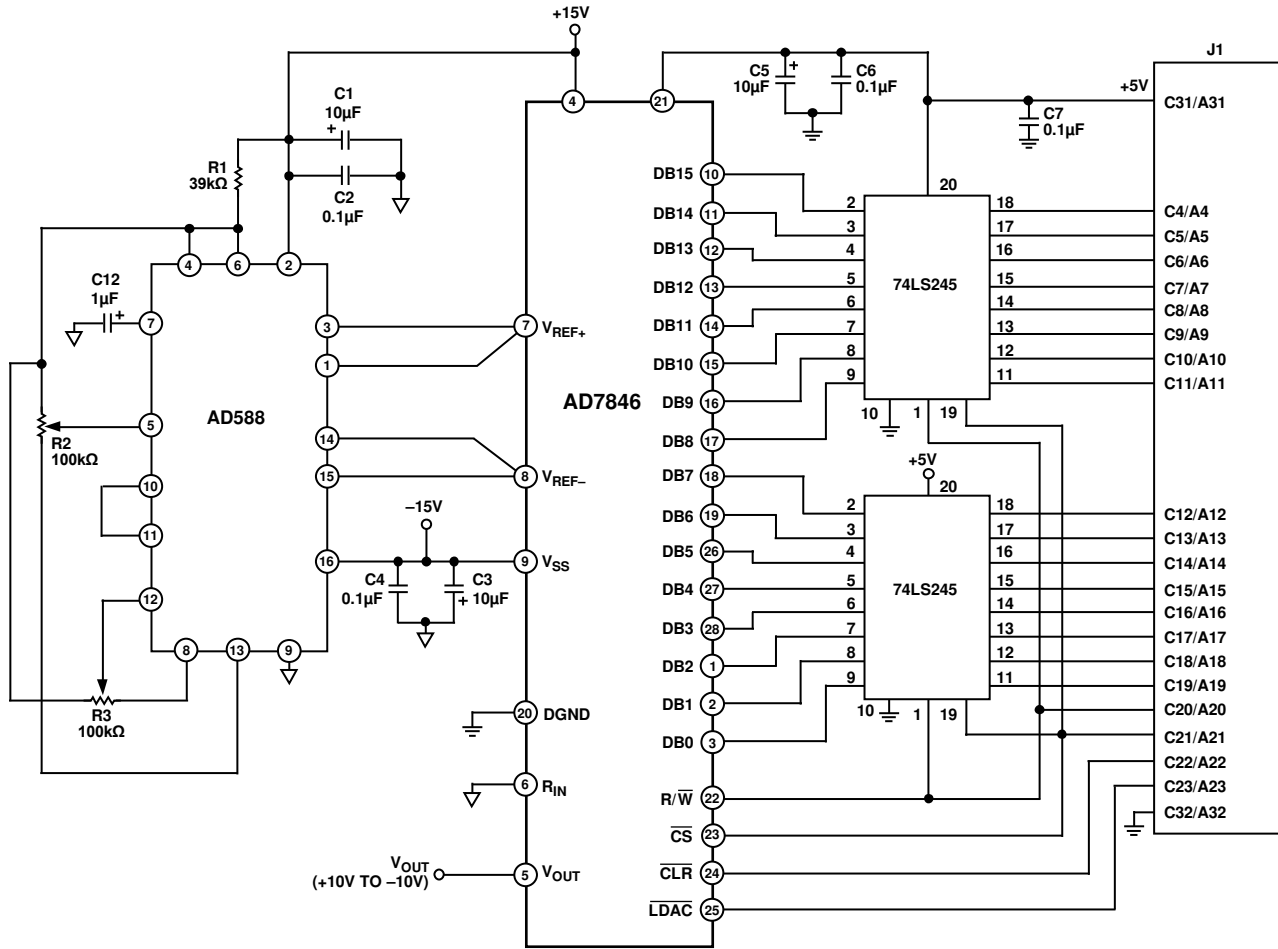 +15V
J1
C1
10µF
+
C5
10µF
+
C6
0.1µF
+5V
C31/A31
C7
0.1µF
4
21
R1
39kΩ
C2
0.1µF
DB15
10
2
20
18
C4/A4
DB14
11
3
17
C5/A5
DB13
12
4
16
C6/A6
DB12
13
5
74LS245
15
C7/A7
DB11
14
6
14
C8/A8
DB10
15
7
13
C9/A9
DB9
16
8
12
C10/A10
DB8
17
9
11
C11/A11
10
1
19
4
6
2
C12
1µF
+
7
3
1
7
VREF+
AD588
AD7846
R2
100kΩ
5
14
15
8
VREF–
10
11
–15V
16
9
VSS
C4
0.1µF
C3
+ 10µF
12
8
13
9
R3
100kΩ
+5V
DB7
18
2
20
18
C12/A12
DB6
19
3
17
C13/A13
DB5
26
4
16
C14/A14
DB4
27
5
74LS245
15
C15/A15
DB3
28
6
14
C16/A16
DB2
1
7
13
C17/A17
DB1
2
8
12
C18/A18
DB0
3
9
11
C19/A19
10
1
19
C20/A20
C21/A21
C22/A22
C23/A23
C32/A32
20
DGND
6
RIN
VOUT
(+10V TO –10V)
5
VOUT
R/W̅
22
C̅S̅
23
C̅L̅R̅
24
L̅D̅A̅C̅
25